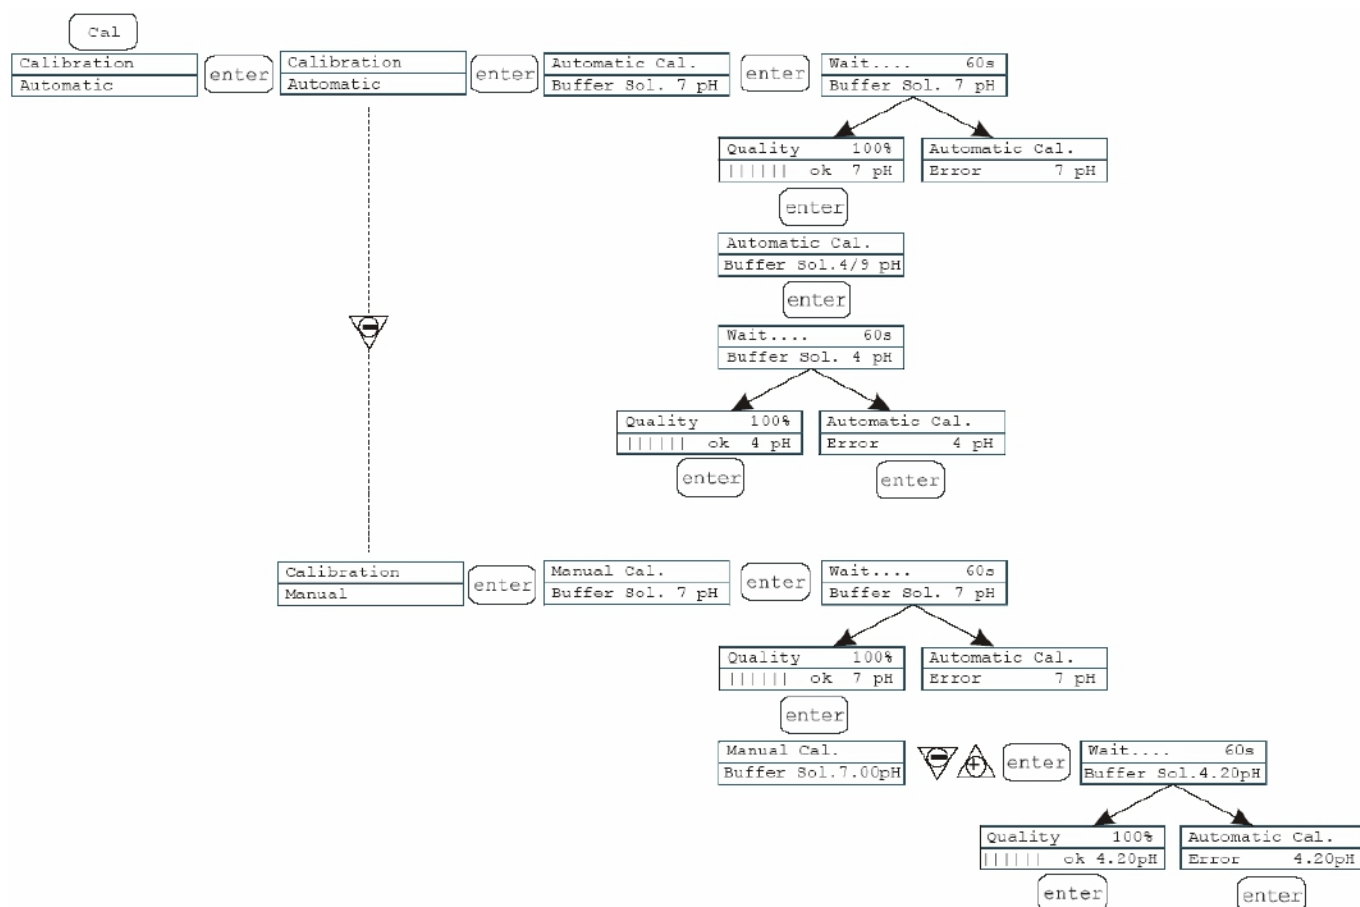 Cal
Calibration
Automatic
enter
Calibration
Automatic
enter
Automatic Cal.
Buffer Sol. 7 pH
enter
Wait.... 60s
Buffer Sol. 7 pH
Quality 100%
|||||| ok 7 pH
Automatic Cal.
Error 7 pH
enter
Automatic Cal.
Buffer Sol.4/9 pH
enter
Wait.... 60s
Buffer Sol. 4 pH
Quality 100%
|||||| ok 4 pH
Automatic Cal.
Error 4 pH
enter
enter
Calibration
Manual
enter
Manual Cal.
Buffer Sol. 7 pH
enter
Wait.... 60s
Buffer Sol. 7 pH
Quality 100%
|||||| ok 7 pH
Automatic Cal.
Error 7 pH
enter
Manual Cal.
Buffer Sol.7.00pH
enter
Wait.... 60s
Buffer Sol.4.20pH
Quality 100%
|||||| ok 4.20pH
Automatic Cal.
Error 4.20pH
enter
enter